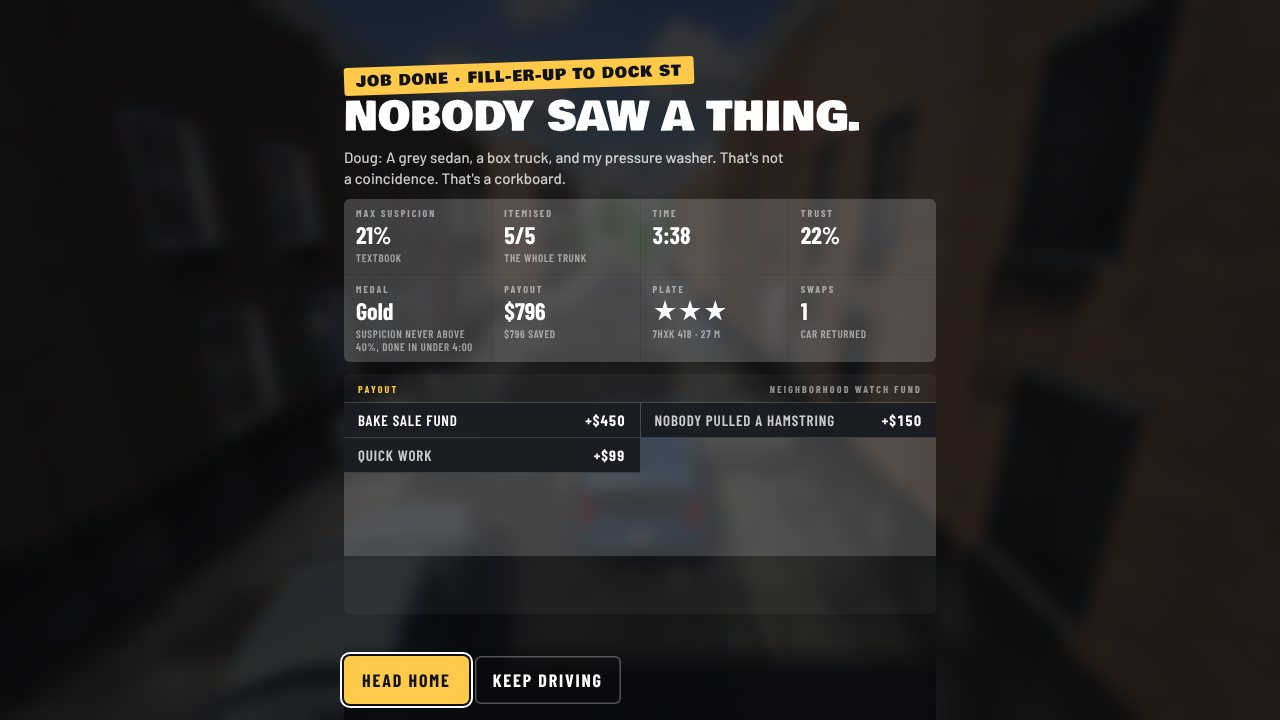 JOB DONE · FILL-ER-UP TO DOCK ST
NOBODY SAW A THING.
Doug: A grey sedan, a box truck, and my pressure washer. That's not
a coincidence. That's a corkboard.
MAX SUSPICION
21%
TEXTBOOK
ITEMISED
5/5
THE WHOLE TRUNK
TIME
3:38
TRUST
22%
MEDAL
Gold
SUSPICION NEVER ABOVE
40%, DONE IN UNDER 4:00
PAYOUT
$796
$796 SAVED
PLATE
★★★
7HXK 418 · 27 M
SWAPS
1
CAR RETURNED
PAYOUT
NEIGHBORHOOD WATCH FUND
BAKE SALE FUND +$450
NOBODY PULLED A HAMSTRING +$150
QUICK WORK +$99
HEAD HOME
KEEP DRIVING